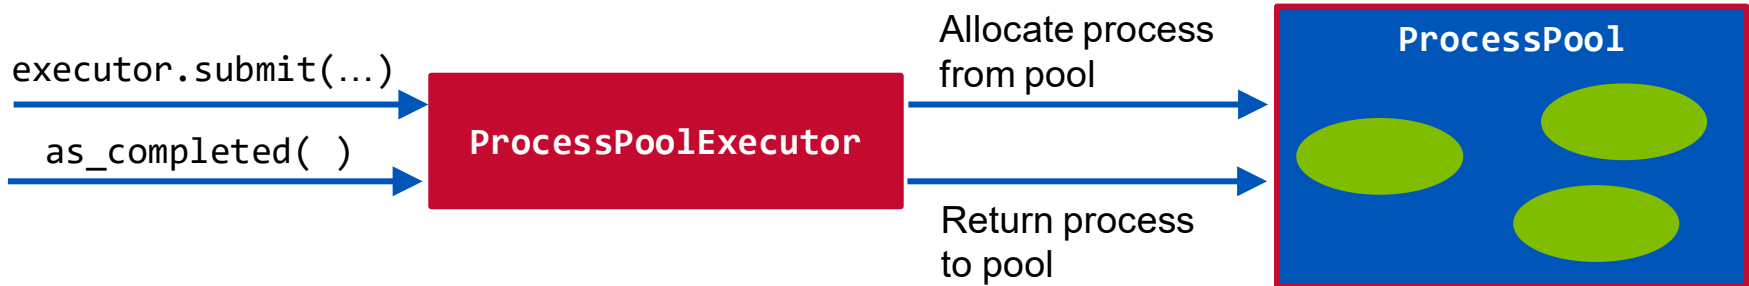 executor.submit(…)
as_completed( )
ProcessPoolExecutor
Allocate process
from pool
Return process
to pool
ProcessPool